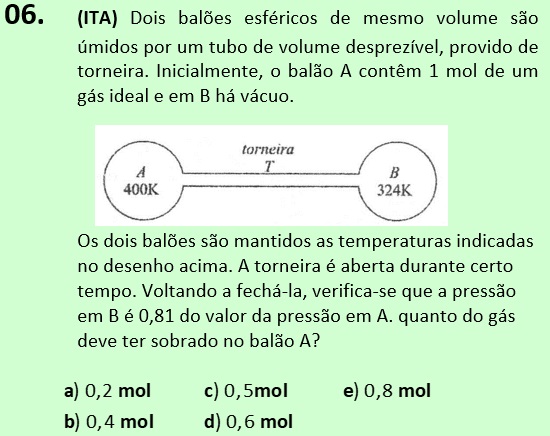 06. (ITA) Dois balões esféricos de mesmo volume são
úmidos por um tubo de volume desprezível, provido de
torneira. Inicialmente, o balão A contêm 1 mol de um
gás ideal e em B há vácuo.
torneira
T
A
400K
B
324K
Os dois balões são mantidos as temperaturas indicadas
no desenho acima. A torneira é aberta durante certo
tempo. Voltando a fechá-la, verifica-se que a pressão
em B é 0,81 do valor da pressão em A. quanto do gás
deve ter sobrado no balão A?
a) 0,2 mol c) 0,5mol e) 0,8 mol
b) 0,4 mol d) 0,6 mol